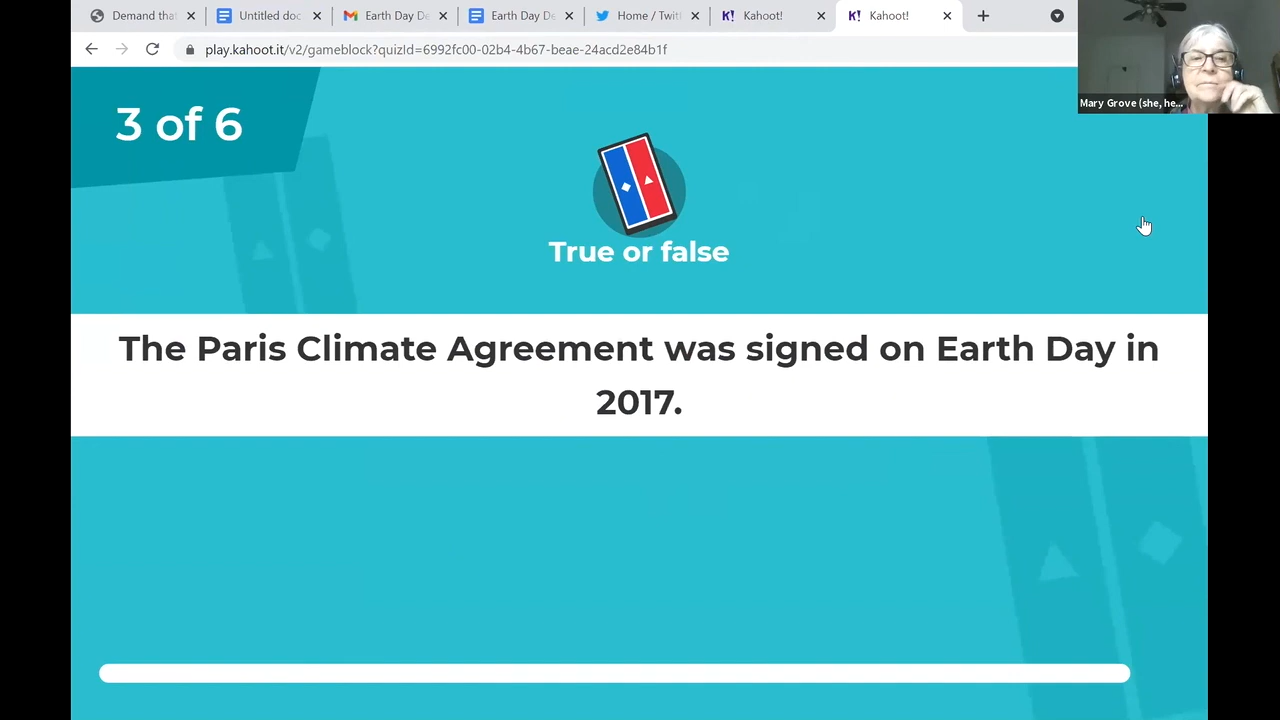 Demand that
Untitled doc
Earth Day De
Earth Day De
Home / Twit
K! Kahoot!
K! Kahoot!
play.kahoot.it/v2/gameblock?quizId=6992fc00-02b4-4b67-beae-24acd2e84b1f
Mary Grove (she, he...
3 of 6
True or false
The Paris Climate Agreement was signed on Earth Day in
2017.